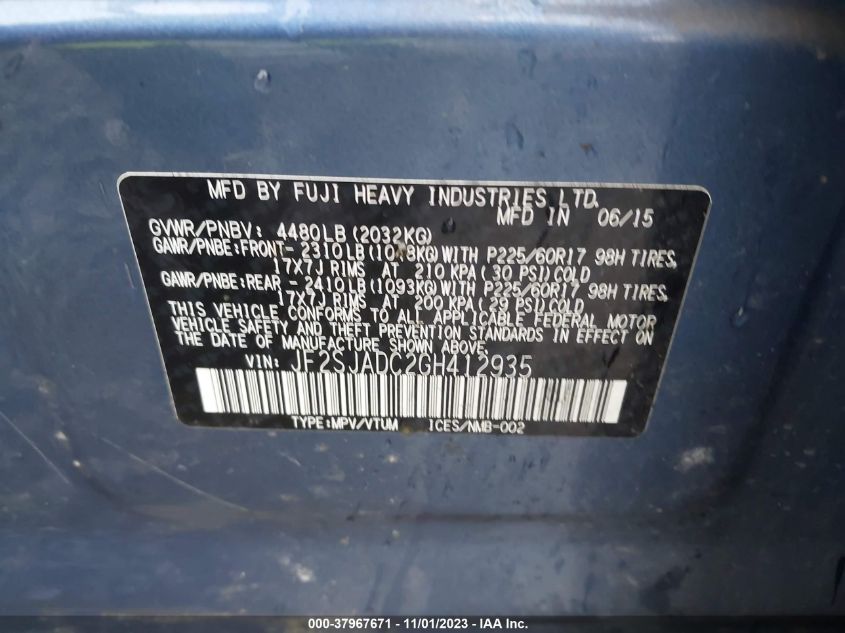 MFD BY FUJI HEAVY INDUSTRIES LTD.
MFD IN 06/15
GVWR/PNBV: 4480LB(2032KG)
GAWR/PNBE:FRONT- 2310LB(1048KG)WITH P225/60R17 98H TIRES,
17X7J RIMS AT 210 KPA(30 PSI)COLD
GAWR/PNBE:REAR - 2410LB(1093KG)WITH P225/60R17 98H TIRES,
17X7J RIMS AT 200 KPA(29 PSI)COLD
THIS VEHICLE CONFORMS TO ALL APPLICABLE FEDERAL MOTOR
VEHICLE SAFETY AND THEFT PREVENTION STANDARDS IN EFFECT ON
THE DATE OF MANUFACTURE SHOWN ABOVE.
VIN: JF2SJADC2GH412935
TYPE:MPV/VTUM ICES/NMB-002
000-37967671 - 11/01/2023 - IAA Inc.